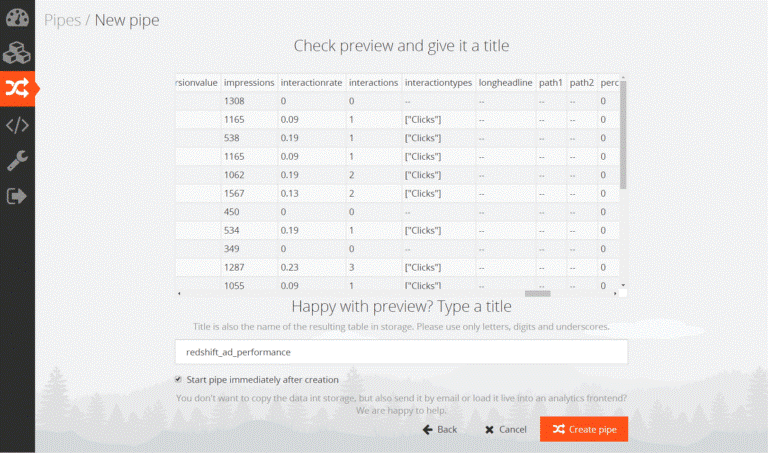 Pipes / New pipe
Check preview and give it a title
rsionvalue impressions interactionrate interactions interactiontypes longheadline path1 path2 perc
1308 0 0 -- -- -- -- 0
1165 0.09 1 ["Clicks"] -- -- -- 0
538 0.19 1 ["Clicks"] -- -- -- 0
1165 0.09 1 ["Clicks"] -- -- -- 0
1062 0.19 2 ["Clicks"] -- -- -- 0
1567 0.13 2 ["Clicks"] -- -- -- 0
450 0 0 -- -- -- -- 0
534 0.19 1 ["Clicks"] -- -- -- 0
349 0 0 -- -- -- -- 0
1287 0.23 3 ["Clicks"] -- -- -- 0
1055 0.09 1 ["Clicks"] -- -- -- 0
Happy with preview? Type a title
Title is also the name of the resulting table in storage. Please use only letters, digits and underscores.
redshift_ad_performance
Start pipe immediately after creation
You don't want to copy the data int storage, but also send it by email or load it live into an analytics frontend?
We are happy to help.
Back Cancel Create pipe